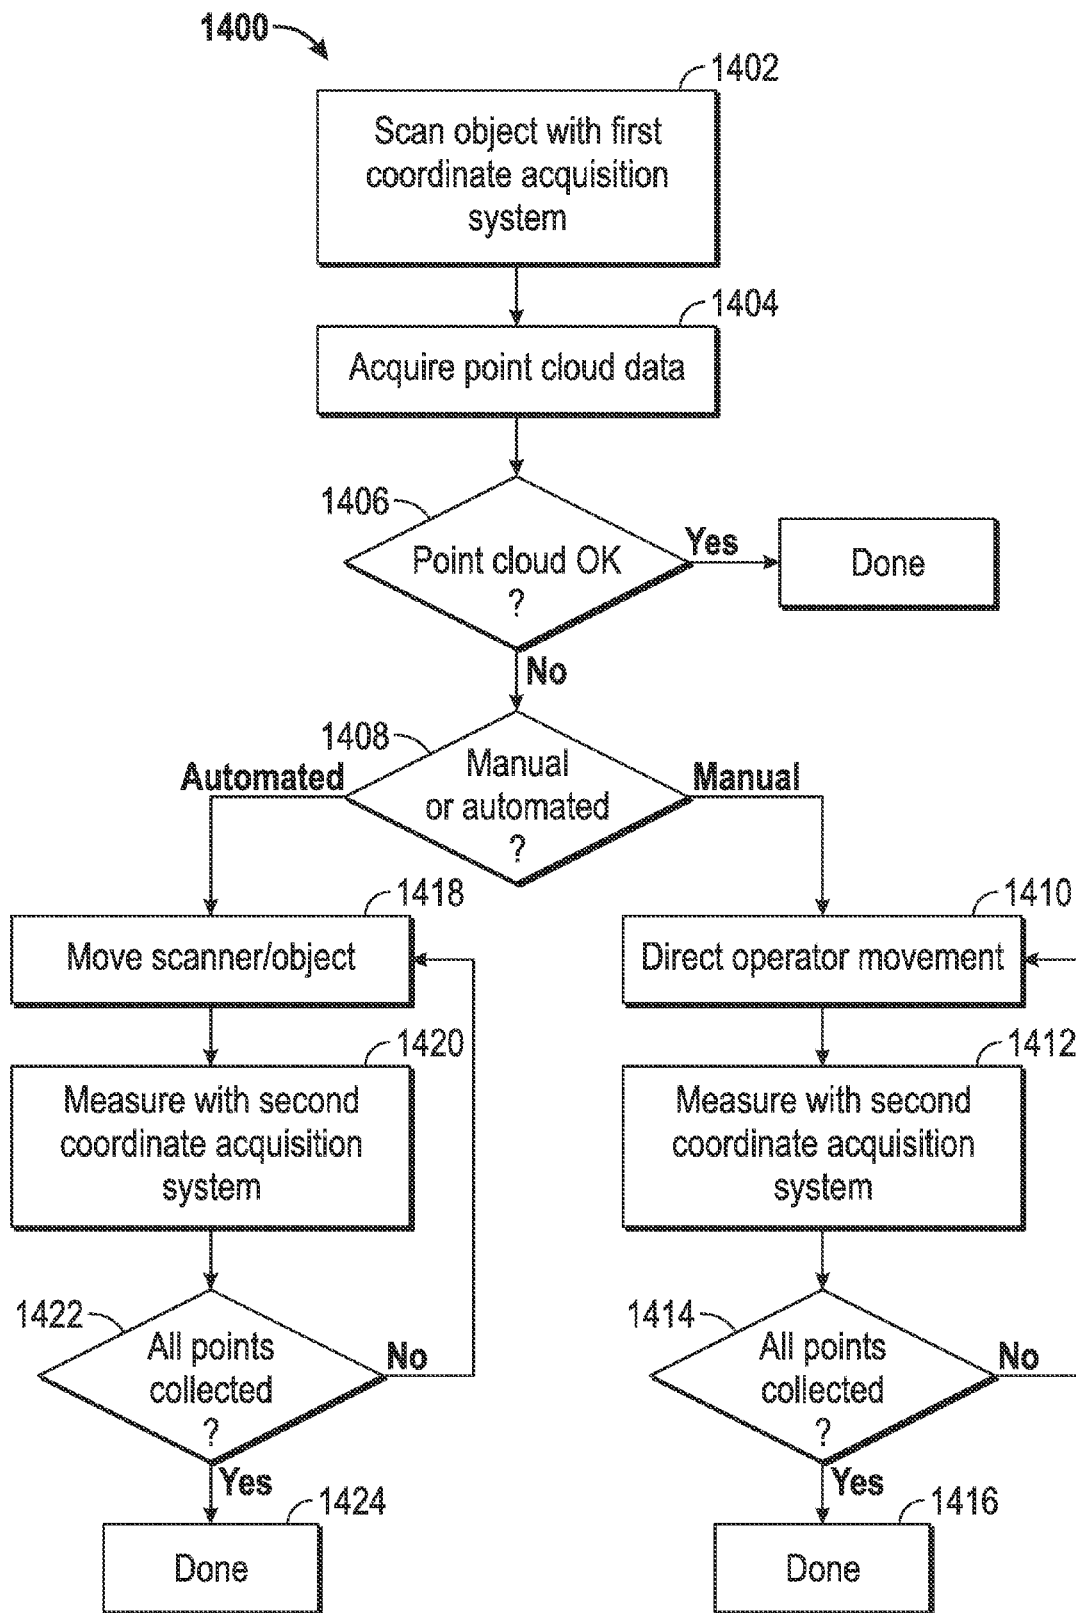 1400
1402
Scan object with first
coordinate acquisition
system
1404
Acquire point cloud data
1406
Point cloud OK
?
Yes
Done
No
1408
Manual
or automated
?
Automated
Manual
1418
Move scanner/object
1420
Measure with second
coordinate acquisition
system
1422
All points
collected
?
No
Yes
1424
Done
1410
Direct operator movement
1412
Measure with second
coordinate acquisition
system
1414
All points
collected
?
No
Yes
1416
Done